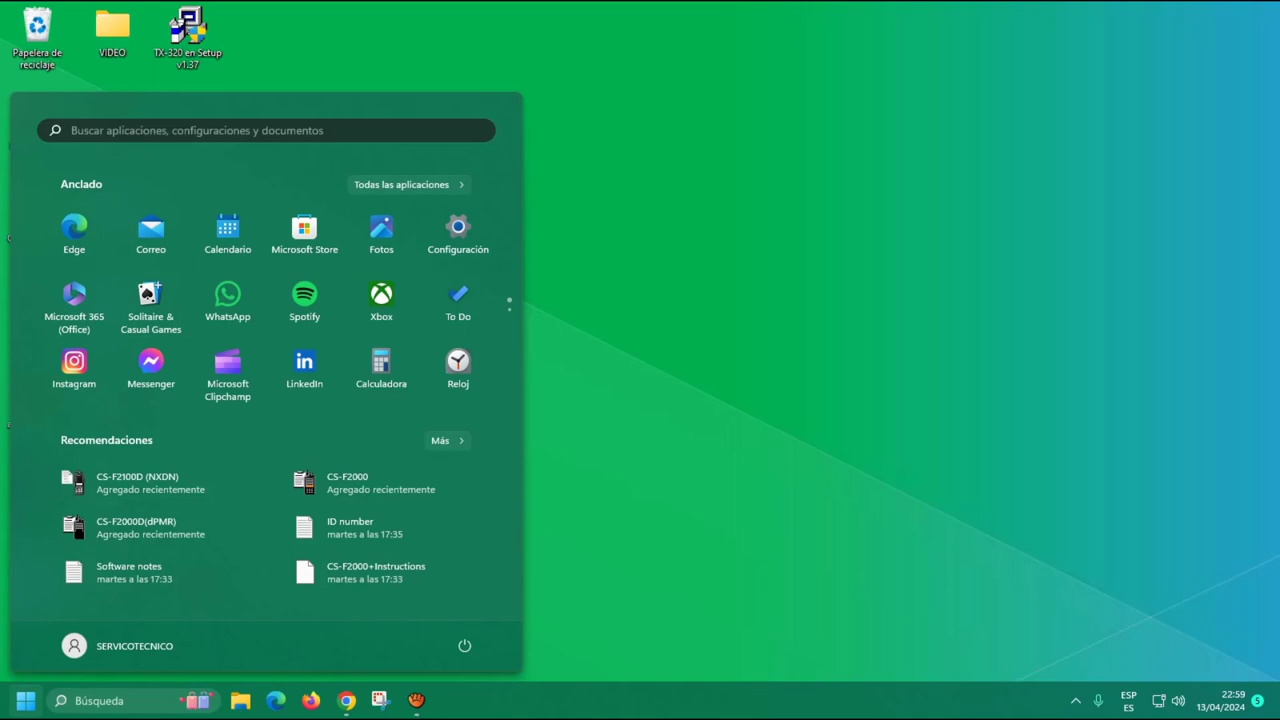 Papelera de
reciclaje
VIDEO
TX-320 en Setup
v1.37
Buscar aplicaciones, configuraciones y documentos
Anclado
Todas las aplicaciones
Edge
Correo
Calendario
Microsoft Store
Fotos
Configuración
Microsoft 365
(Office)
Solitaire &
Casual Games
WhatsApp
Spotify
Xbox
To Do
Instagram
Messenger
Microsoft
Clipchamp
LinkedIn
Calculadora
Reloj
Recomendaciones
Más
CS-F2100D (NXDN)
Agregado recientemente
CS-F2000
Agregado recientemente
CS-F2000D(dPMR)
Agregado recientemente
ID number
martes a las 17:35
Software notes
martes a las 17:33
CS-F2000+Instructions
martes a las 17:33
SERVICOTECNICO
Búsqueda
ESP
ES
22:59
13/04/2024
5